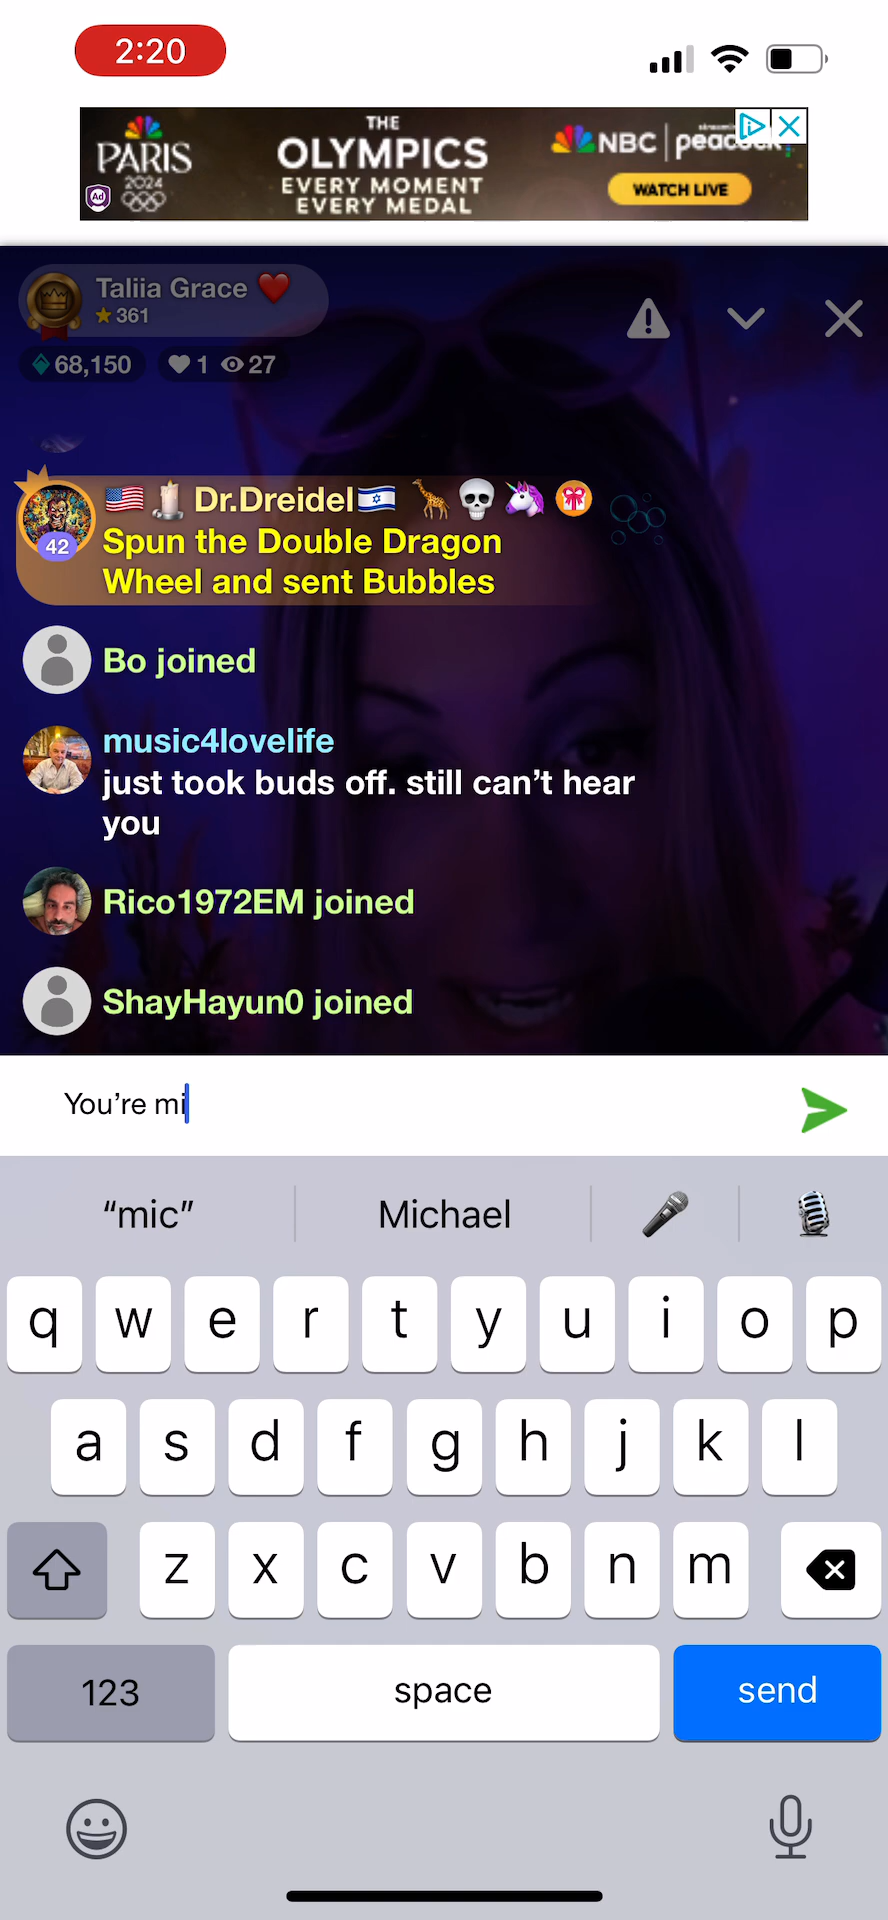 2:20
PARIS
2024
THE
OLYMPICS
EVERY MOMENT
EVERY MEDAL
NBC
WATCH LIVE
Ad
Taliia Grace ❤️
361
68,150 1 27
🇺🇸🕯️Dr.Dreidel🇮🇱 🦒💀🦄
42
Spun the Double Dragon
Wheel and sent Bubbles
Bo joined
music4lovelife
just took buds off. still can’t hear
you
Rico1972EM joined
ShayHayun0 joined
You’re mi
“mic” Michael 🎤 🎙️
q w e r t y u i o p
a s d f g h j k l
z x c v b n m
123 space send